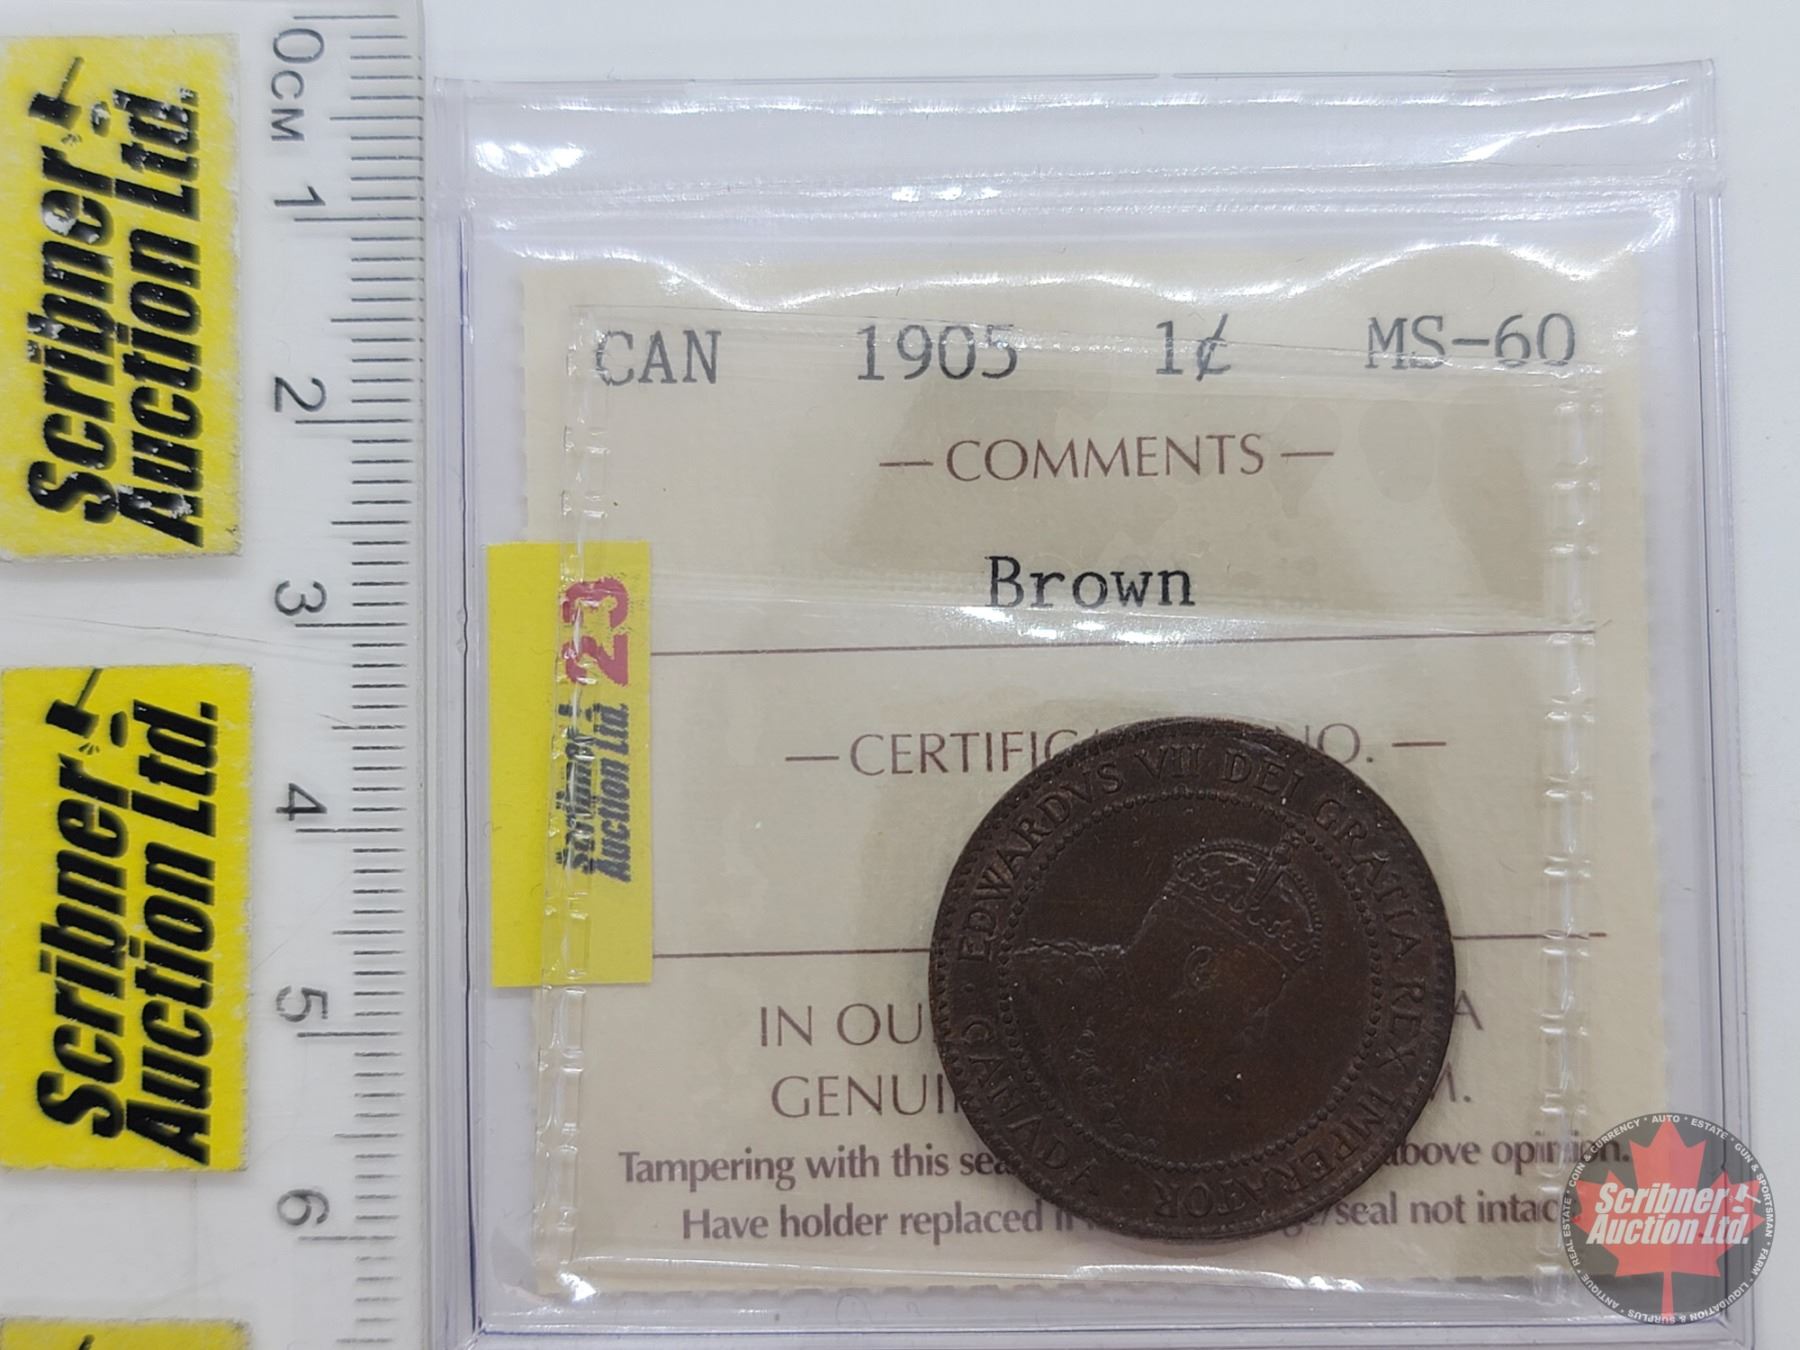 0CM
1
2
3
4
5
6
Scribner
Auction Ltd.
Scribner
Auction Ltd.
23
Scribner
Auction Ltd.
CAN 1905 1¢ MS-60
— COMMENTS —
Brown
— CERTIFIC NO. —
IN OU A
GENUI M.
Tampering with this sea above opinion.
Have holder replaced if /seal not intac
· EDWARDVS VII DEI GRATIA REX IMPERATOR
CANADA ·
Scribner
Auction Ltd.
COIN & CURRENCY · AUTO · ESTATE · GUN & SPORTSMAN · FARM · LIQUIDATION & SURPLUS · ANTIQUE · REAL ESTATE ·